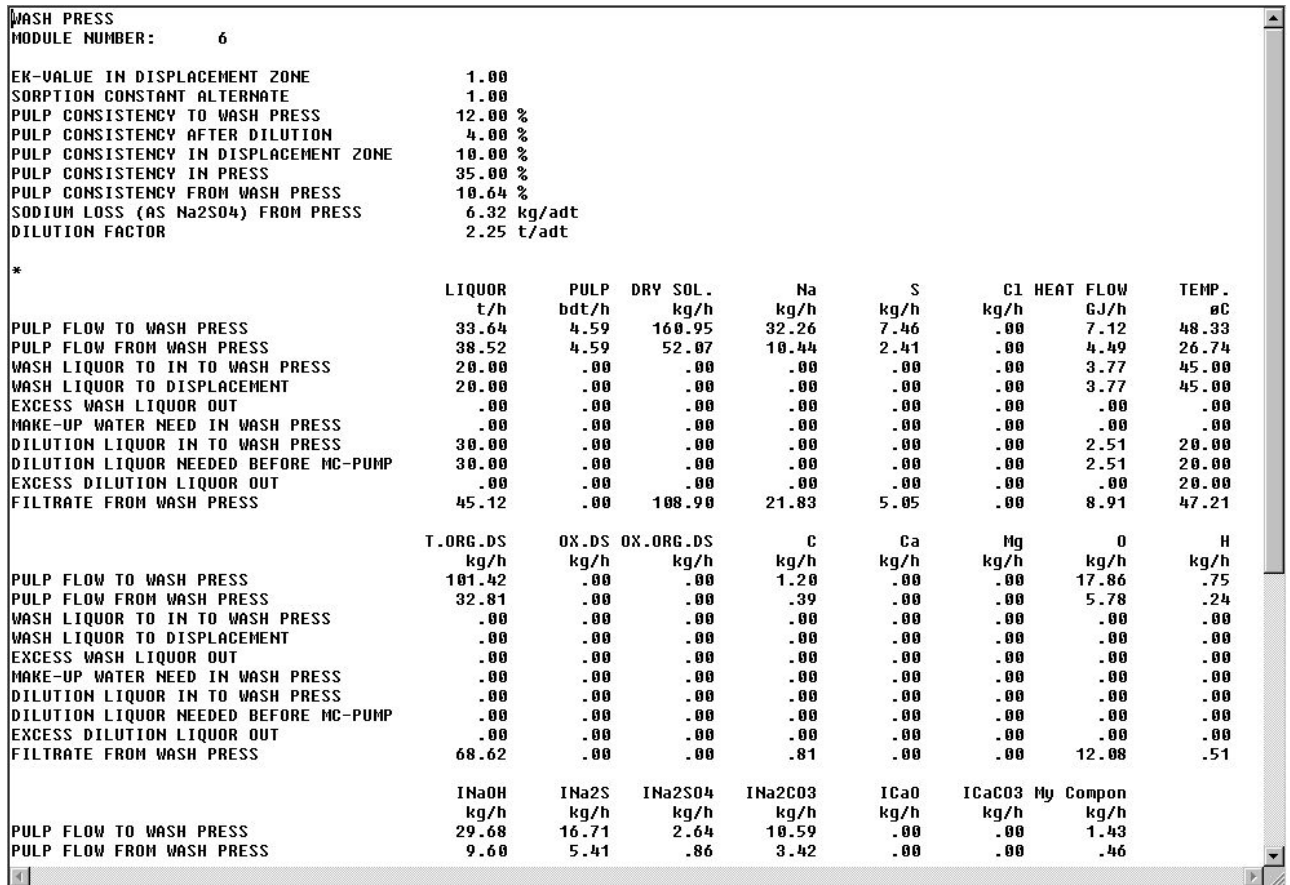 WASH PRESS
MODULE NUMBER: 6
EK-VALUE IN DISPLACEMENT ZONE 1.00
SORPTION CONSTANT ALTERNATE 1.00
PULP CONSISTENCY TO WASH PRESS 12.00 %
PULP CONSISTENCY AFTER DILUTION 4.00 %
PULP CONSISTENCY IN DISPLACEMENT ZONE 10.00 %
PULP CONSISTENCY IN PRESS 35.00 %
PULP CONSISTENCY FROM WASH PRESS 10.64 %
SODIUM LOSS (AS Na2SO4) FROM PRESS 6.32 kg/adt
DILUTION FACTOR 2.25 t/adt
*
LIQUOR PULP DRY SOL. Na S Cl HEAT FLOW TEMP.
t/h bdt/h kg/h kg/h kg/h kg/h GJ/h øC
PULP FLOW TO WASH PRESS 33.64 4.59 160.95 32.26 7.46 .00 7.12 48.33
PULP FLOW FROM WASH PRESS 38.52 4.59 52.07 10.44 2.41 .00 4.49 26.74
WASH LIQUOR TO IN TO WASH PRESS 20.00 .00 .00 .00 .00 .00 3.77 45.00
WASH LIQUOR TO DISPLACEMENT 20.00 .00 .00 .00 .00 .00 3.77 45.00
EXCESS WASH LIQUOR OUT .00 .00 .00 .00 .00 .00 .00 .00
MAKE-UP WATER NEED IN WASH PRESS .00 .00 .00 .00 .00 .00 .00 .00
DILUTION LIQUOR IN TO WASH PRESS 30.00 .00 .00 .00 .00 .00 2.51 20.00
DILUTION LIQUOR NEEDED BEFORE MC-PUMP 30.00 .00 .00 .00 .00 .00 2.51 20.00
EXCESS DILUTION LIQUOR OUT .00 .00 .00 .00 .00 .00 .00 20.00
FILTRATE FROM WASH PRESS 45.12 .00 108.90 21.83 5.05 .00 8.91 47.21
T.ORG.DS OX.DS OX.ORG.DS C Ca Mg O H
kg/h kg/h kg/h kg/h kg/h kg/h kg/h kg/h
PULP FLOW TO WASH PRESS 101.42 .00 .00 1.20 .00 .00 17.86 .75
PULP FLOW FROM WASH PRESS 32.81 .00 .00 .39 .00 .00 5.78 .24
WASH LIQUOR TO IN TO WASH PRESS .00 .00 .00 .00 .00 .00 .00 .00
WASH LIQUOR TO DISPLACEMENT .00 .00 .00 .00 .00 .00 .00 .00
EXCESS WASH LIQUOR OUT .00 .00 .00 .00 .00 .00 .00 .00
MAKE-UP WATER NEED IN WASH PRESS .00 .00 .00 .00 .00 .00 .00 .00
DILUTION LIQUOR IN TO WASH PRESS .00 .00 .00 .00 .00 .00 .00 .00
DILUTION LIQUOR NEEDED BEFORE MC-PUMP .00 .00 .00 .00 .00 .00 .00 .00
EXCESS DILUTION LIQUOR OUT .00 .00 .00 .00 .00 .00 .00 .00
FILTRATE FROM WASH PRESS 68.62 .00 .00 .81 .00 .00 12.08 .51
INaOH INa2S INa2SO4 INa2CO3 ICaO ICaCO3 My Compon
kg/h kg/h kg/h kg/h kg/h kg/h kg/h
PULP FLOW TO WASH PRESS 29.68 16.71 2.64 10.59 .00 .00 1.43
PULP FLOW FROM WASH PRESS 9.60 5.41 .86 3.42 .00 .00 .46